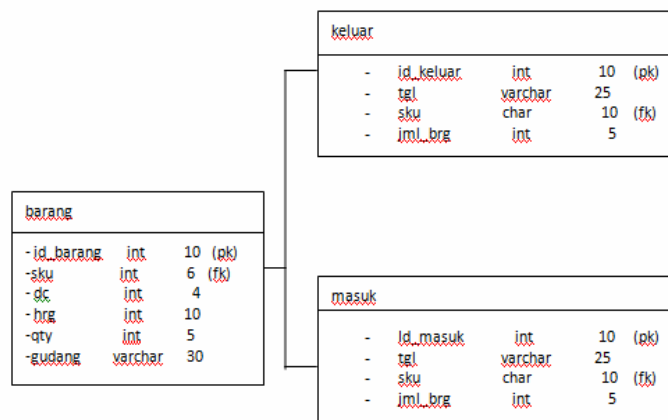 keluar
- id_keluar int 10 (pk)
- tgl varchar 25
- sku char 10 (fk)
- jml_brg int 5
barang
-id_barang int 10 (pk)
-sku int 6 (fk)
-dc int 4
-hrg int 10
-qty int 5
-gudang varchar 30
masuk
- Id_masuk int 10 (pk)
- tgl varchar 25
- sku char 10 (fk)
- jml_brg int 5